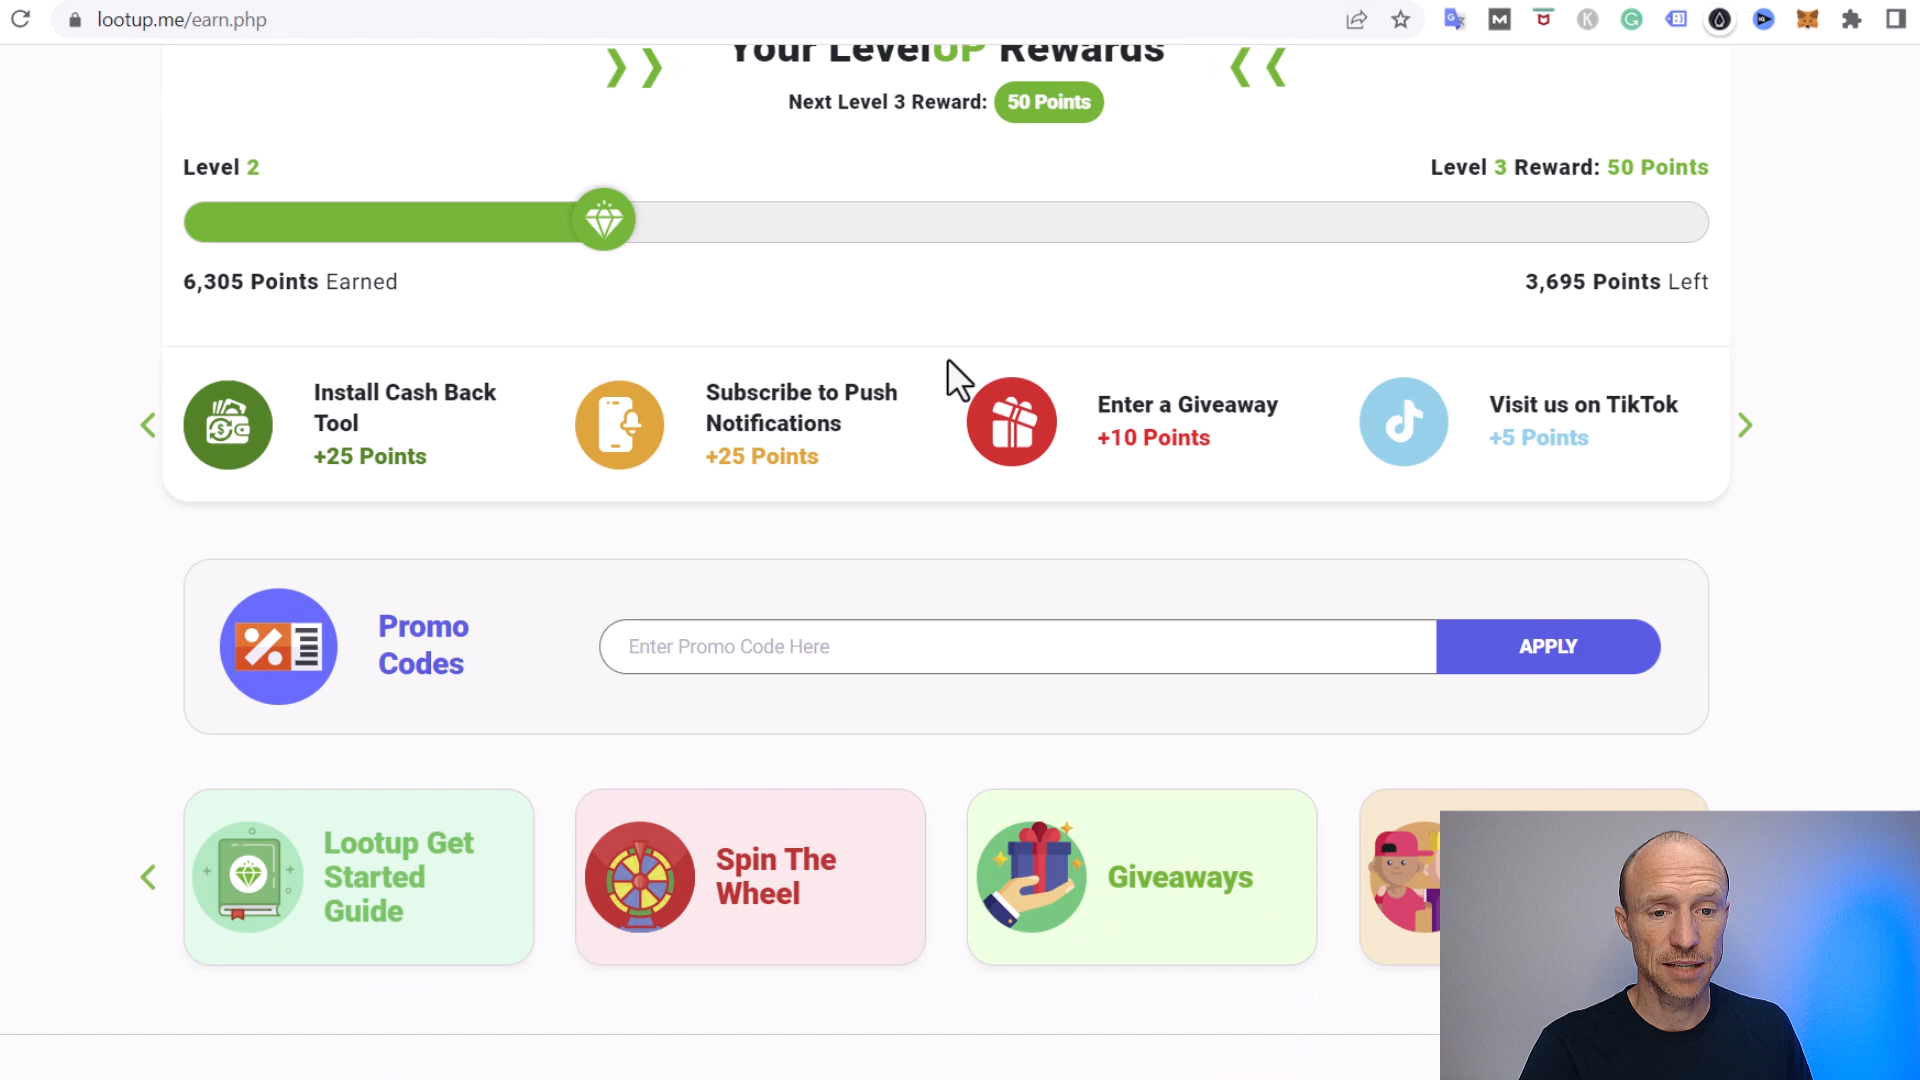 lootup.me/earn.php
Your LevelUP Rewards
Next Level 3 Reward: 50 Points
Level 2
Level 3 Reward: 50 Points
6,305 Points Earned
3,695 Points Left
Install Cash Back
Tool
+25 Points
Subscribe to Push
Notifications
+25 Points
Enter a Giveaway
+10 Points
Visit us on TikTok
+5 Points
Promo
Codes
Enter Promo Code Here
APPLY
Lootup Get
Started
Guide
Spin The
Wheel
Giveaways